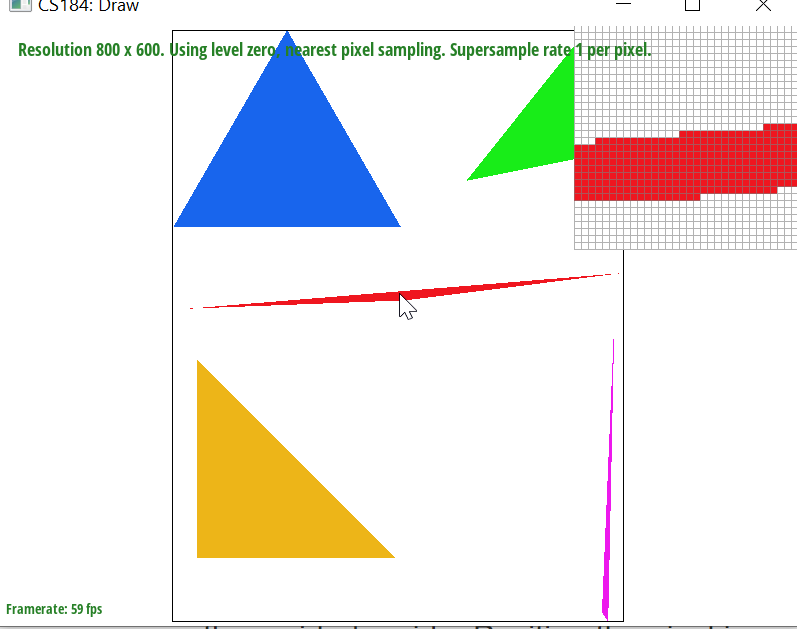 CS184: Draw
Resolution 800 x 600. Using level zero, nearest pixel sampling. Supersample rate 1 per pixel.
Framerate: 59 fps